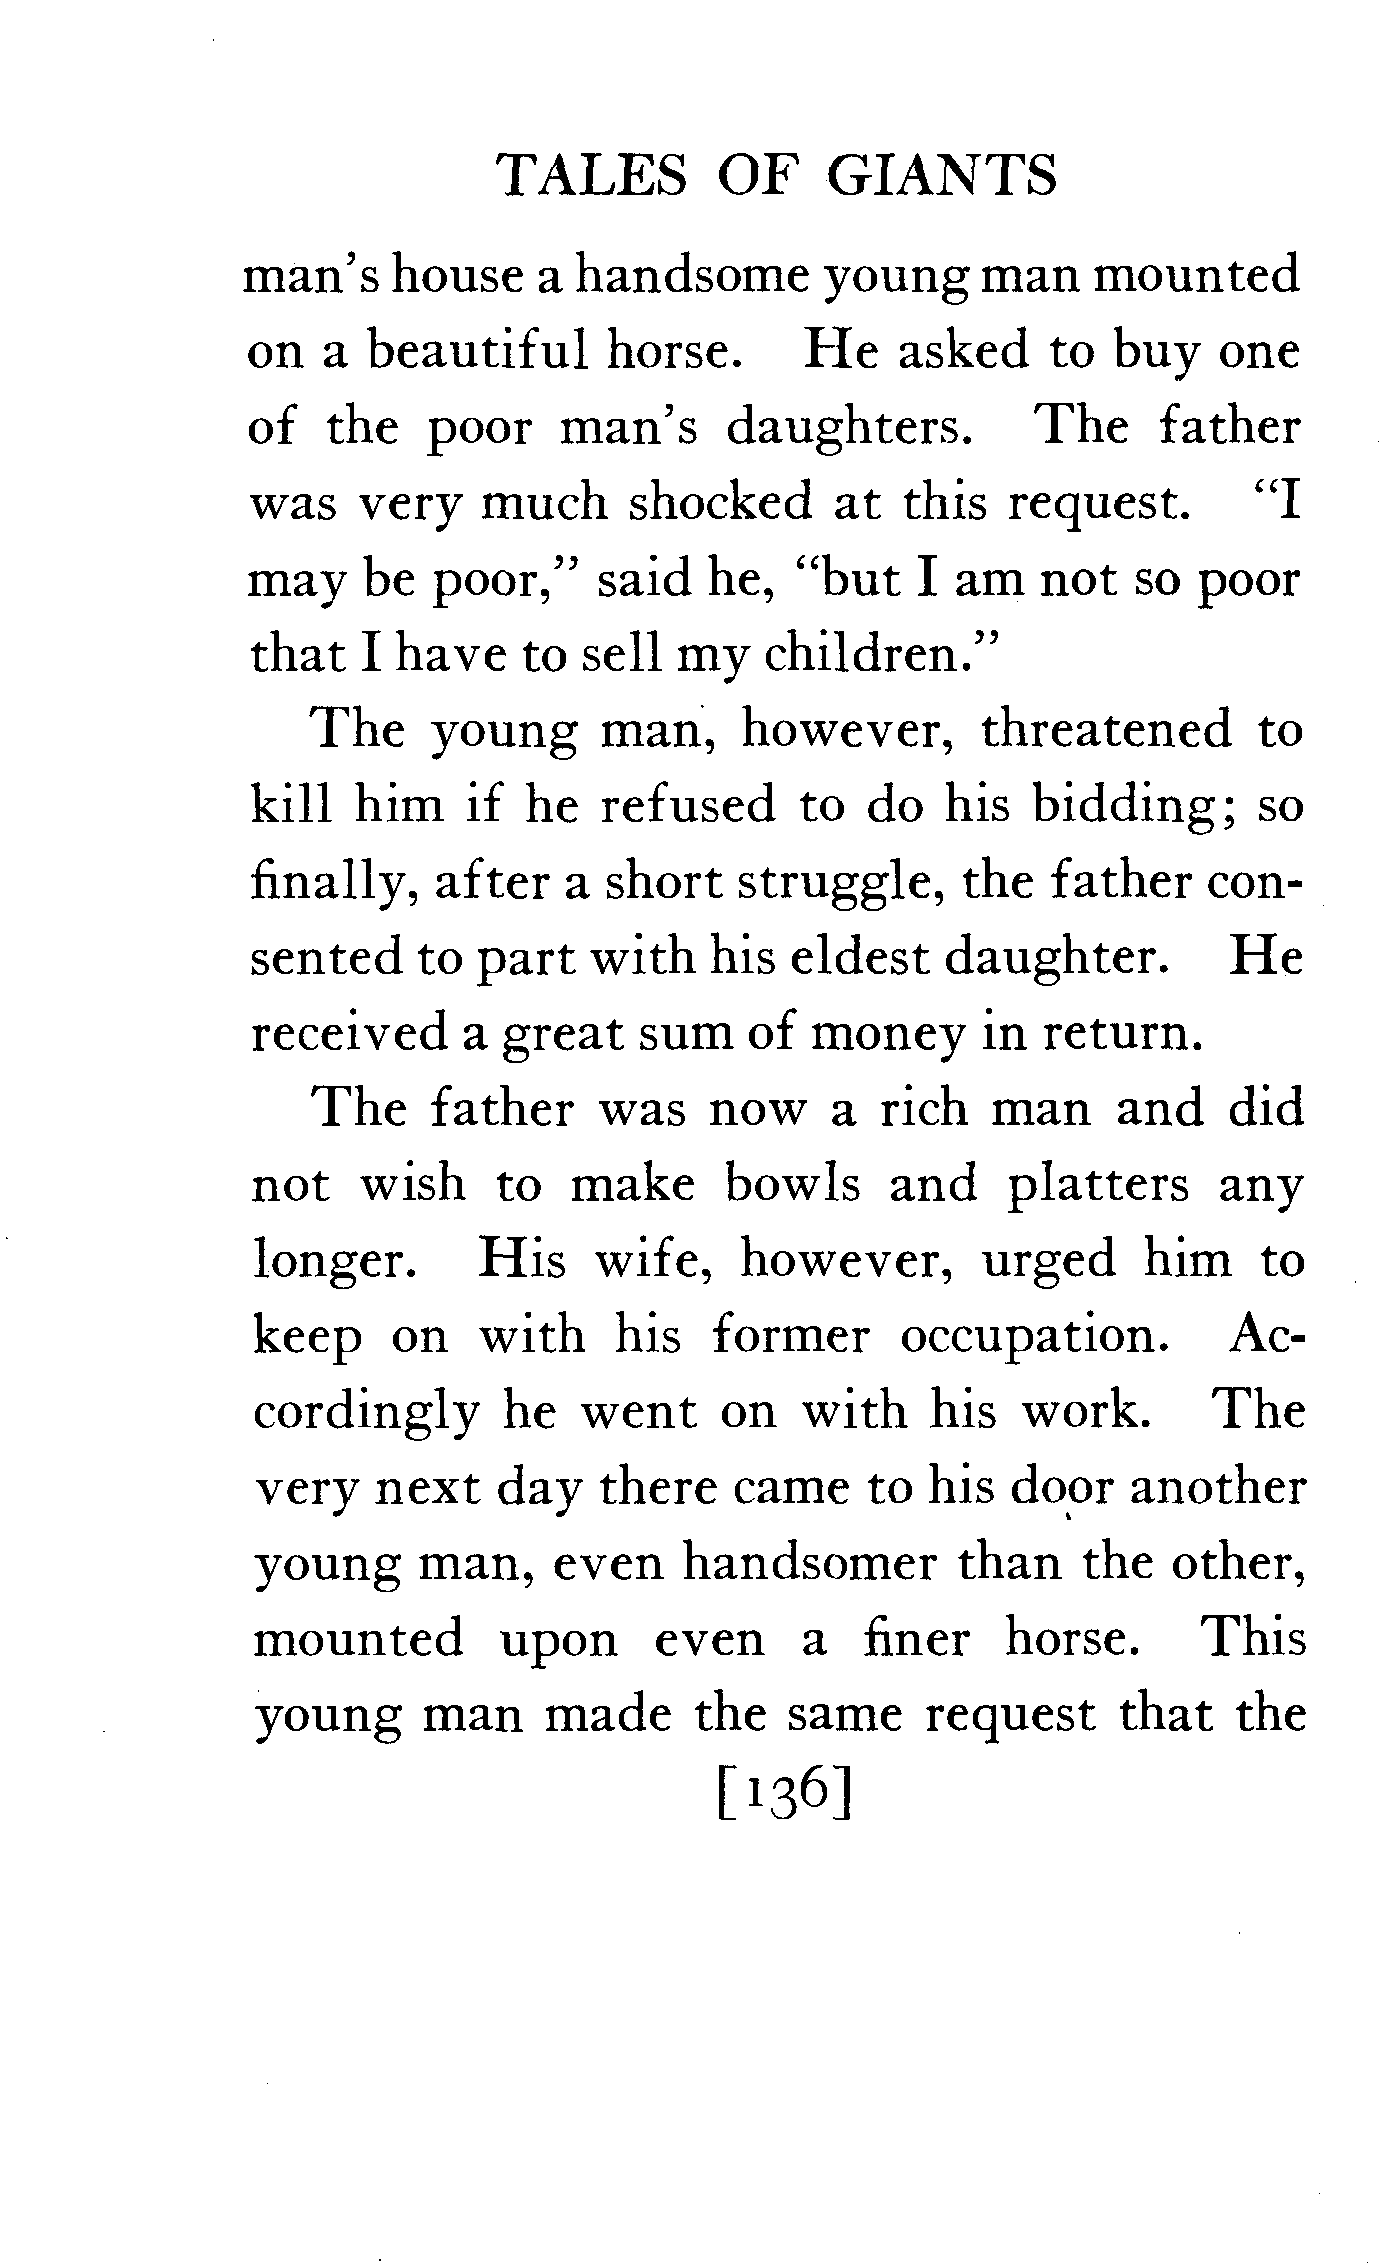 TALES OF GIANTS
man's house a handsome young man mounted
on a beautiful horse. He asked to buy one
of the poor man's daughters. The father
was very much shocked at this request. "I
may be poor," said he, "but I am not so poor
that I have to sell my children."
The young man, however, threatened to
kill him if he refused to do his bidding; so
finally, after a short struggle, the father con-
sented to part with his eldest daughter. He
received a great sum of money in return.
The father was now a rich man and did
not wish to make bowls and platters any
longer. His wife, however, urged him to
keep on with his former occupation. Ac-
cordingly he went on with his work. The
very next day there came to his door another
young man, even handsomer than the other,
mounted upon even a finer horse. This
young man made the same request that the
[136]